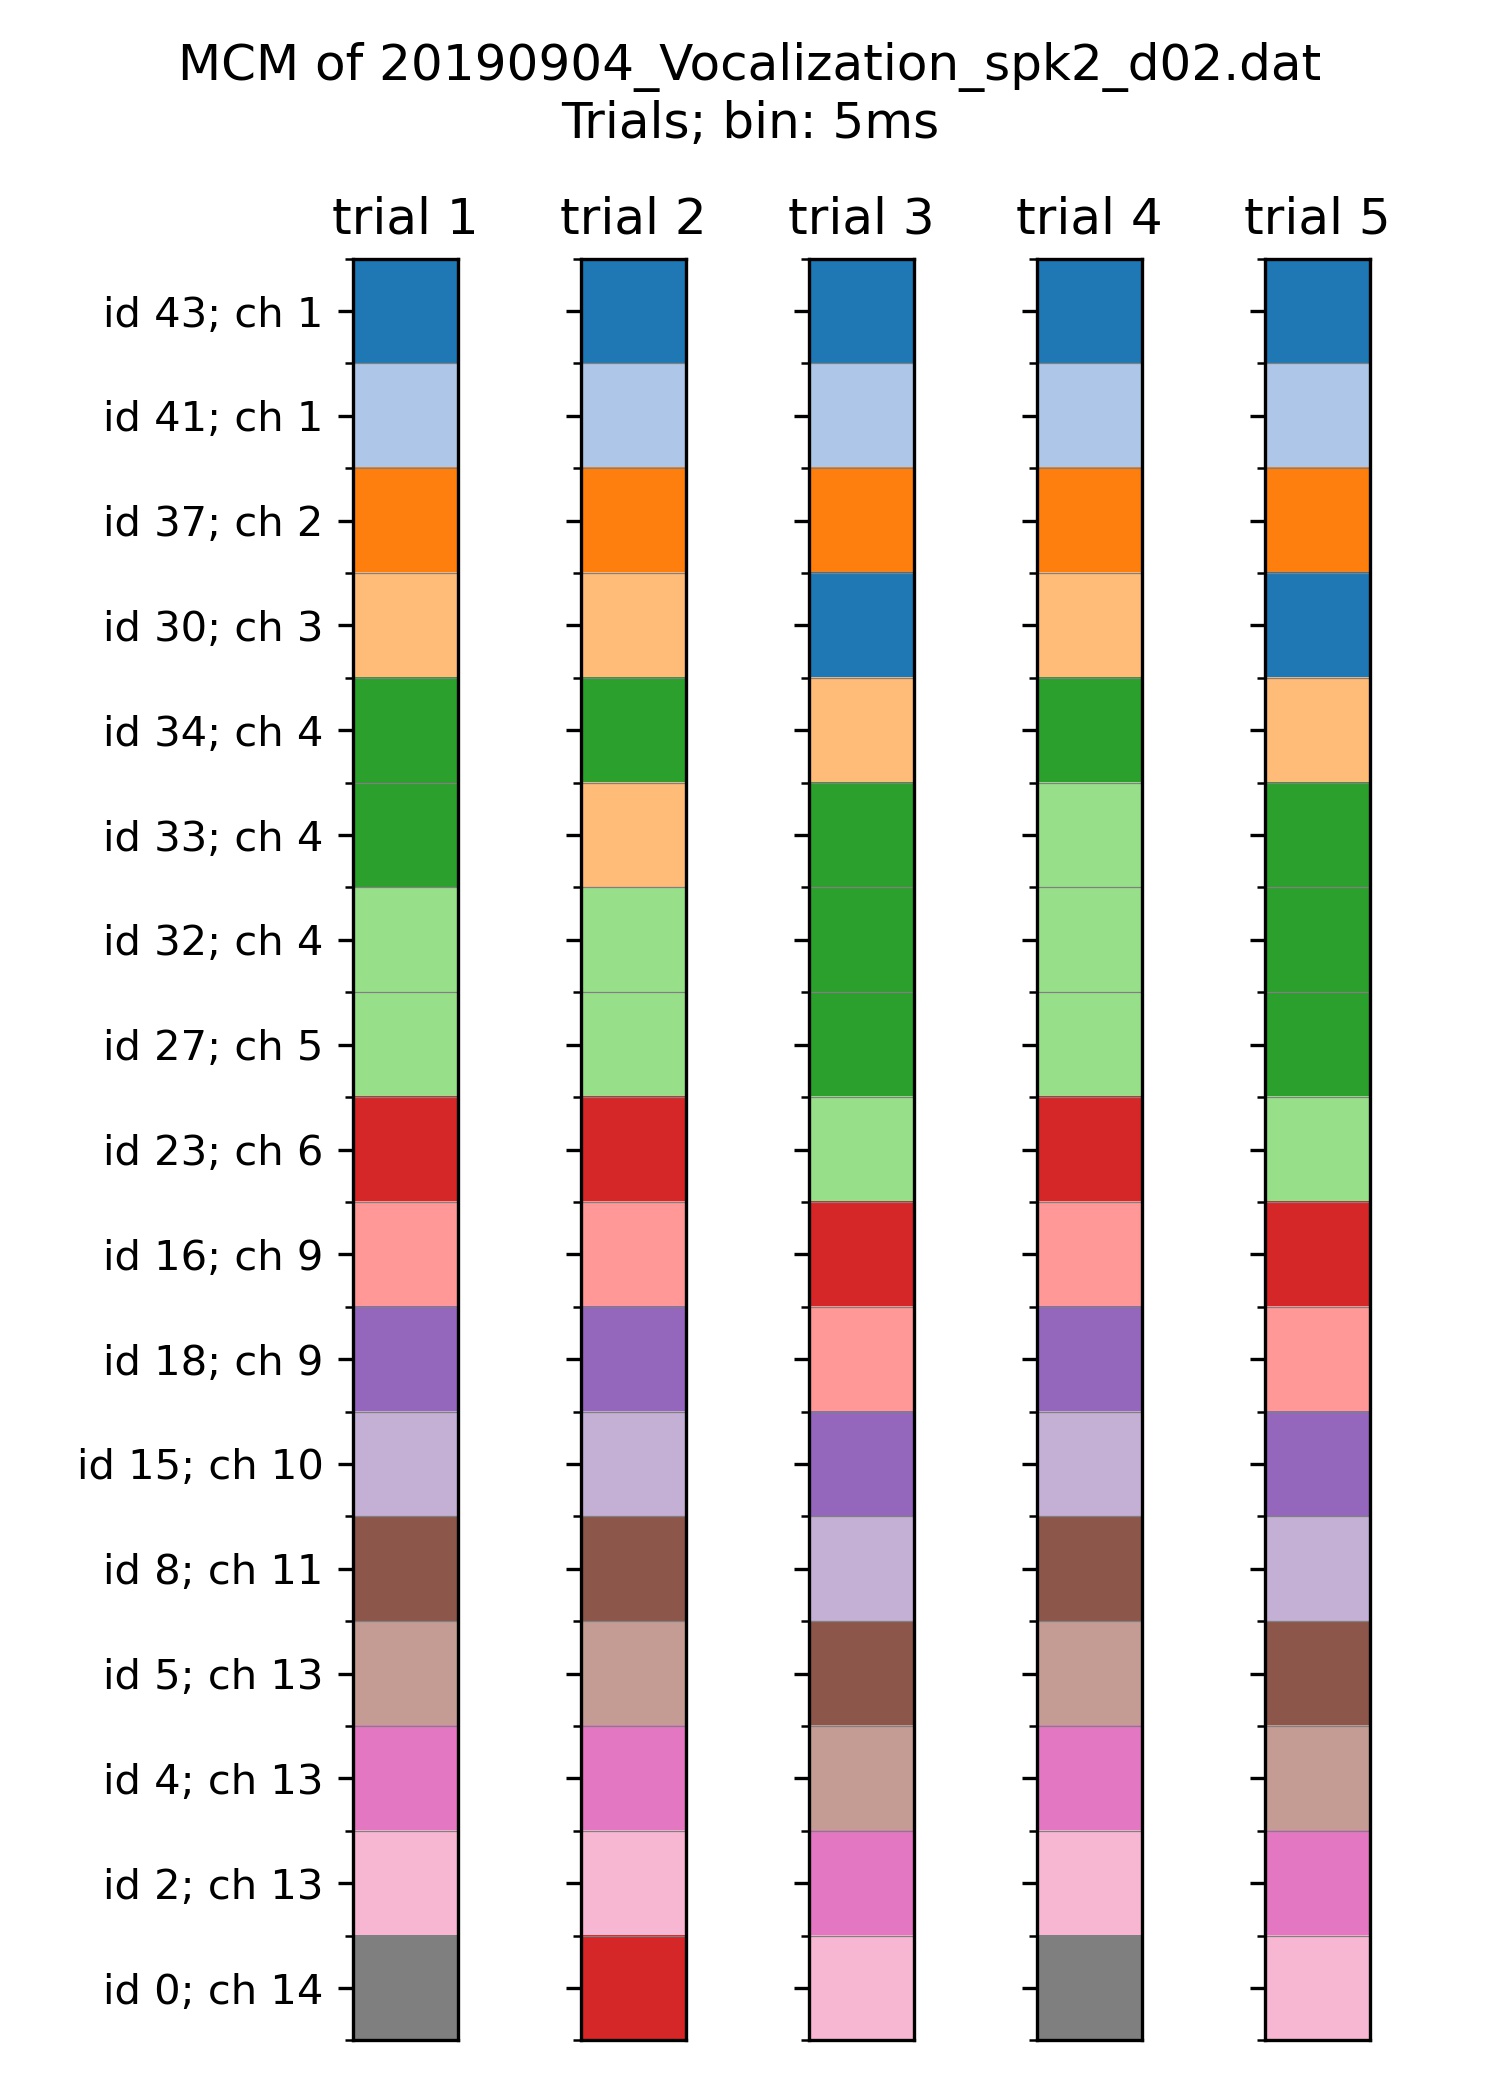 MCM of 20190904_Vocalization_spk2_d02.dat
Trials; bin: 5ms
trial 1 trial 2 trial 3 trial 4 trial 5
id 43; ch 1
id 41; ch 1
id 37; ch 2
id 30; ch 3
id 34; ch 4
id 33; ch 4
id 32; ch 4
id 27; ch 5
id 23; ch 6
id 16; ch 9
id 18; ch 9
id 15; ch 10
id 8; ch 11
id 5; ch 13
id 4; ch 13
id 2; ch 13
id 0; ch 14